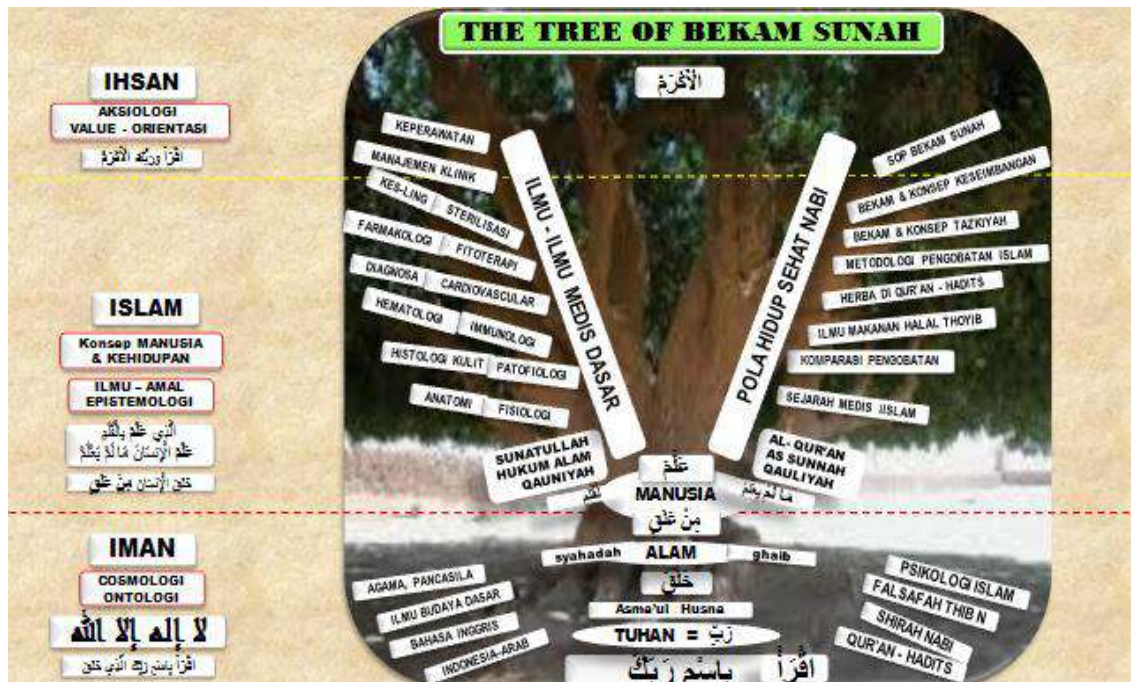 THE TREE OF BEKAM SUNAH
الْأَكْرَمُ
IHSAN
AKSIOLOGI
VALUE - ORIENTASI
اقْرَأْ وَرَبُّكَ الْأَكْرَمُ
ISLAM
Konsep MANUSIA
& KEHIDUPAN
ILMU – AMAL
EPISTEMOLOGI
الَّذِي عَلَّمَ بِالْقَلَمِ
عَلَّمَ الْإِنسَانَ مَا لَمْ يَعْلَمْ
خَلَقَ الْإِنسَانَ مِنْ عَلَقٍ
IMAN
COSMOLOGI
ONTOLOGI
لا إله إلا الله
اقْرَأْ بِاسْمِ رَبِّكَ الَّذِي خَلَقَ
KEPERAWATAN
MANAJEMEN KLINIK
KES-LING STERILISASI
FARMAKOLOGI FITOTERAPI
DIAGNOSA CARDIOVASCULAR
HEMATOLOGI IMMUNOLOGI
HISTOLOGI KULIT PATOFIOLOGI
ANATOMI FISIOLOGI
ILMU - ILMU MEDIS DASAR
POLA HIDUP SEHAT NABI
SOP BEKAM SUNAH
BEKAM & KONSEP KESEIMBANGAN
BEKAM & KONSEP TAZKIYAH
METODOLOGI PENGOBATAN ISLAM
HERBA DI QUR'AN - HADITS
ILMU MAKANAN HALAL THOYIB
KOMPARABI PENGOBATAN
SEJARAH MEDIS IISLAM
SUNATULLAH
HUKUM ALAM
QAUNIYAH
AL- QUR'AN
AS SUNNAH
QAULIYAH
عَلَّمَ
MANUSIA
مَا لَمْ يَعْلَمْ
مِنْ عَلَقٍ
syahadah ALAM ghaib
خَلَقَ
Asma'ul Husna
TUHAN = رَبِّ
اقْرَأْ بِاسْمِ رَبِّكَ
AGAMA, PANCASILA
ILMU BUDAYA DASAR
BAHASA INGGRIS
INDONESIA-ARAB
PSIKOLOGI ISLAM
FALSAFAH THIB N
SHIRAH NABI
QUR'AN - HADITS